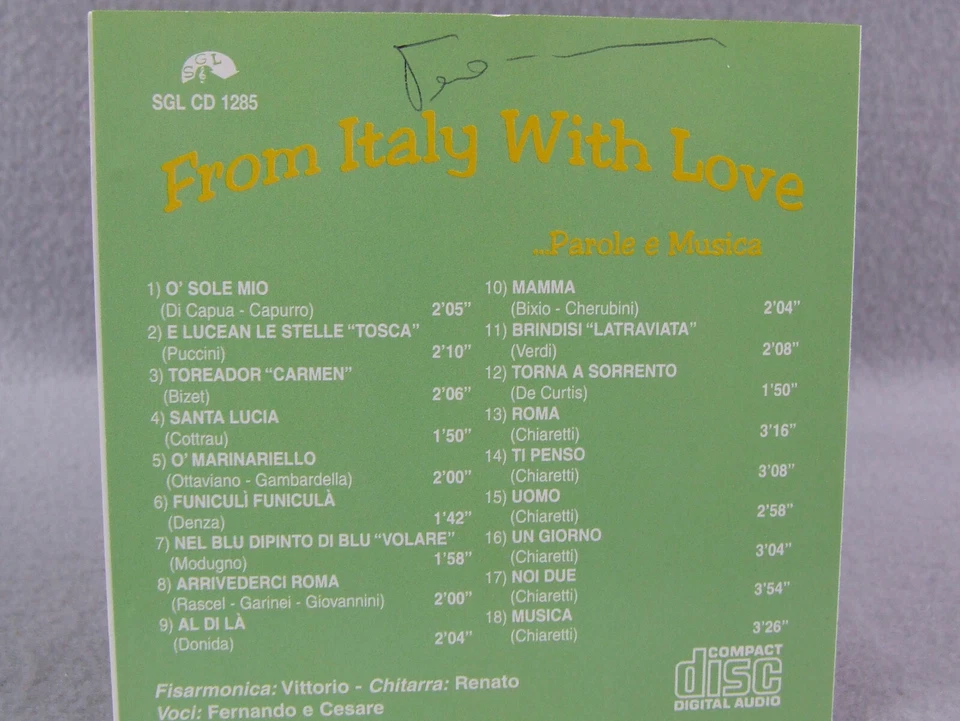 SGL
SGL CD 1285
From Italy With Love
...Parole e Musica
1) O' SOLE MIO
(Di Capua - Capurro) 2'05"
2) E LUCEAN LE STELLE "TOSCA"
(Puccini) 2'10"
3) TOREADOR "CARMEN"
(Bizet) 2'06"
4) SANTA LUCIA
(Cottrau) 1'50"
5) O' MARINARIELLO
(Ottaviano - Gambardella) 2'00"
6) FUNICULÌ FUNICULÀ
(Denza) 1'42"
7) NEL BLU DIPINTO DI BLU "VOLARE"
(Modugno) 1'58"
8) ARRIVEDERCI ROMA
(Rascel - Garinei - Giovannini) 2'00"
9) AL DI LÀ
(Donida) 2'04"
10) MAMMA
(Bixio - Cherubini) 2'04"
11) BRINDISI "LATRAVIATA"
(Verdi) 2'08"
12) TORNA A SORRENTO
(De Curtis) 1'50"
13) ROMA
(Chiaretti) 3'16"
14) TI PENSO
(Chiaretti) 3'08"
15) UOMO
(Chiaretti) 2'58"
16) UN GIORNO
(Chiaretti) 3'04"
17) NOI DUE
(Chiaretti) 3'54"
18) MUSICA
(Chiaretti) 3'26"
Fisarmonica: Vittorio - Chitarra: Renato
Voci: Fernando e Cesare
COMPACT
disc
DIGITAL AUDIO